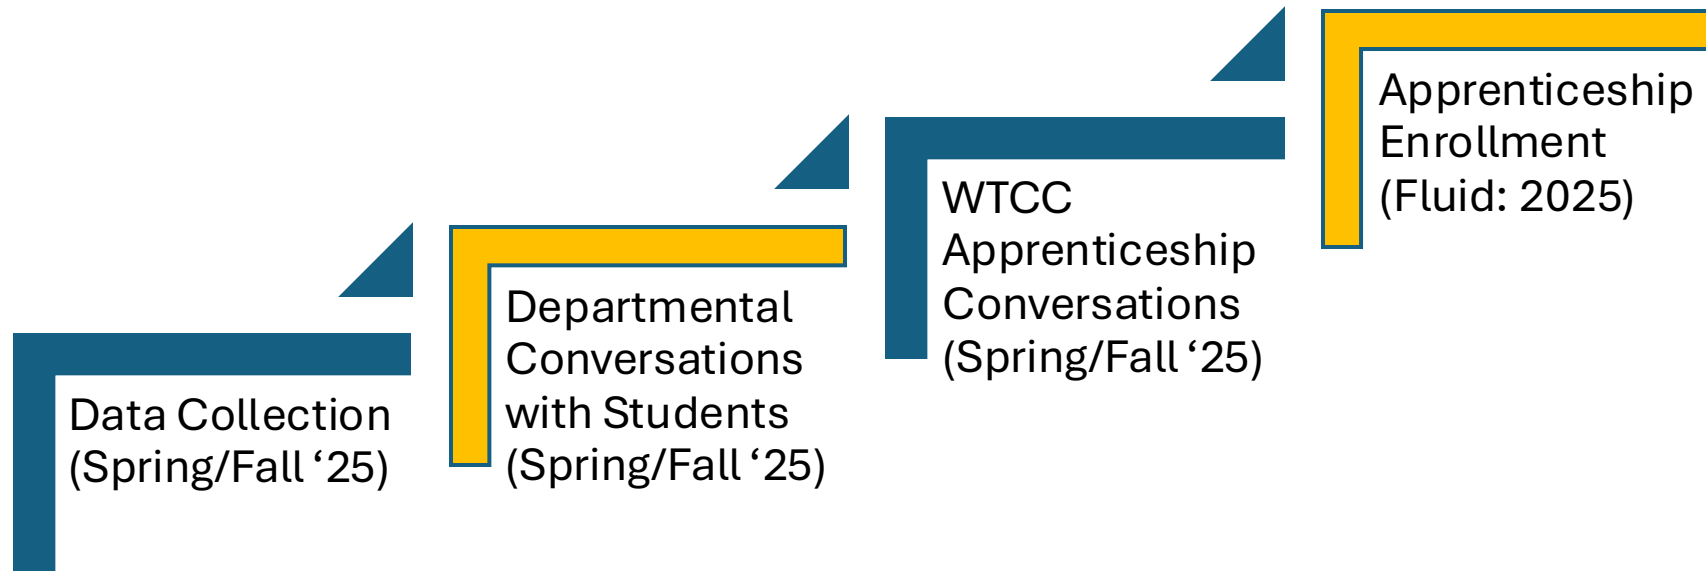 Data Collection
(Spring/Fall ‘25)
Departmental
Conversations
with Students
(Spring/Fall ‘25)
WTCC
Apprenticeship
Conversations
(Spring/Fall ‘25)
Apprenticeship
Enrollment
(Fluid: 2025)